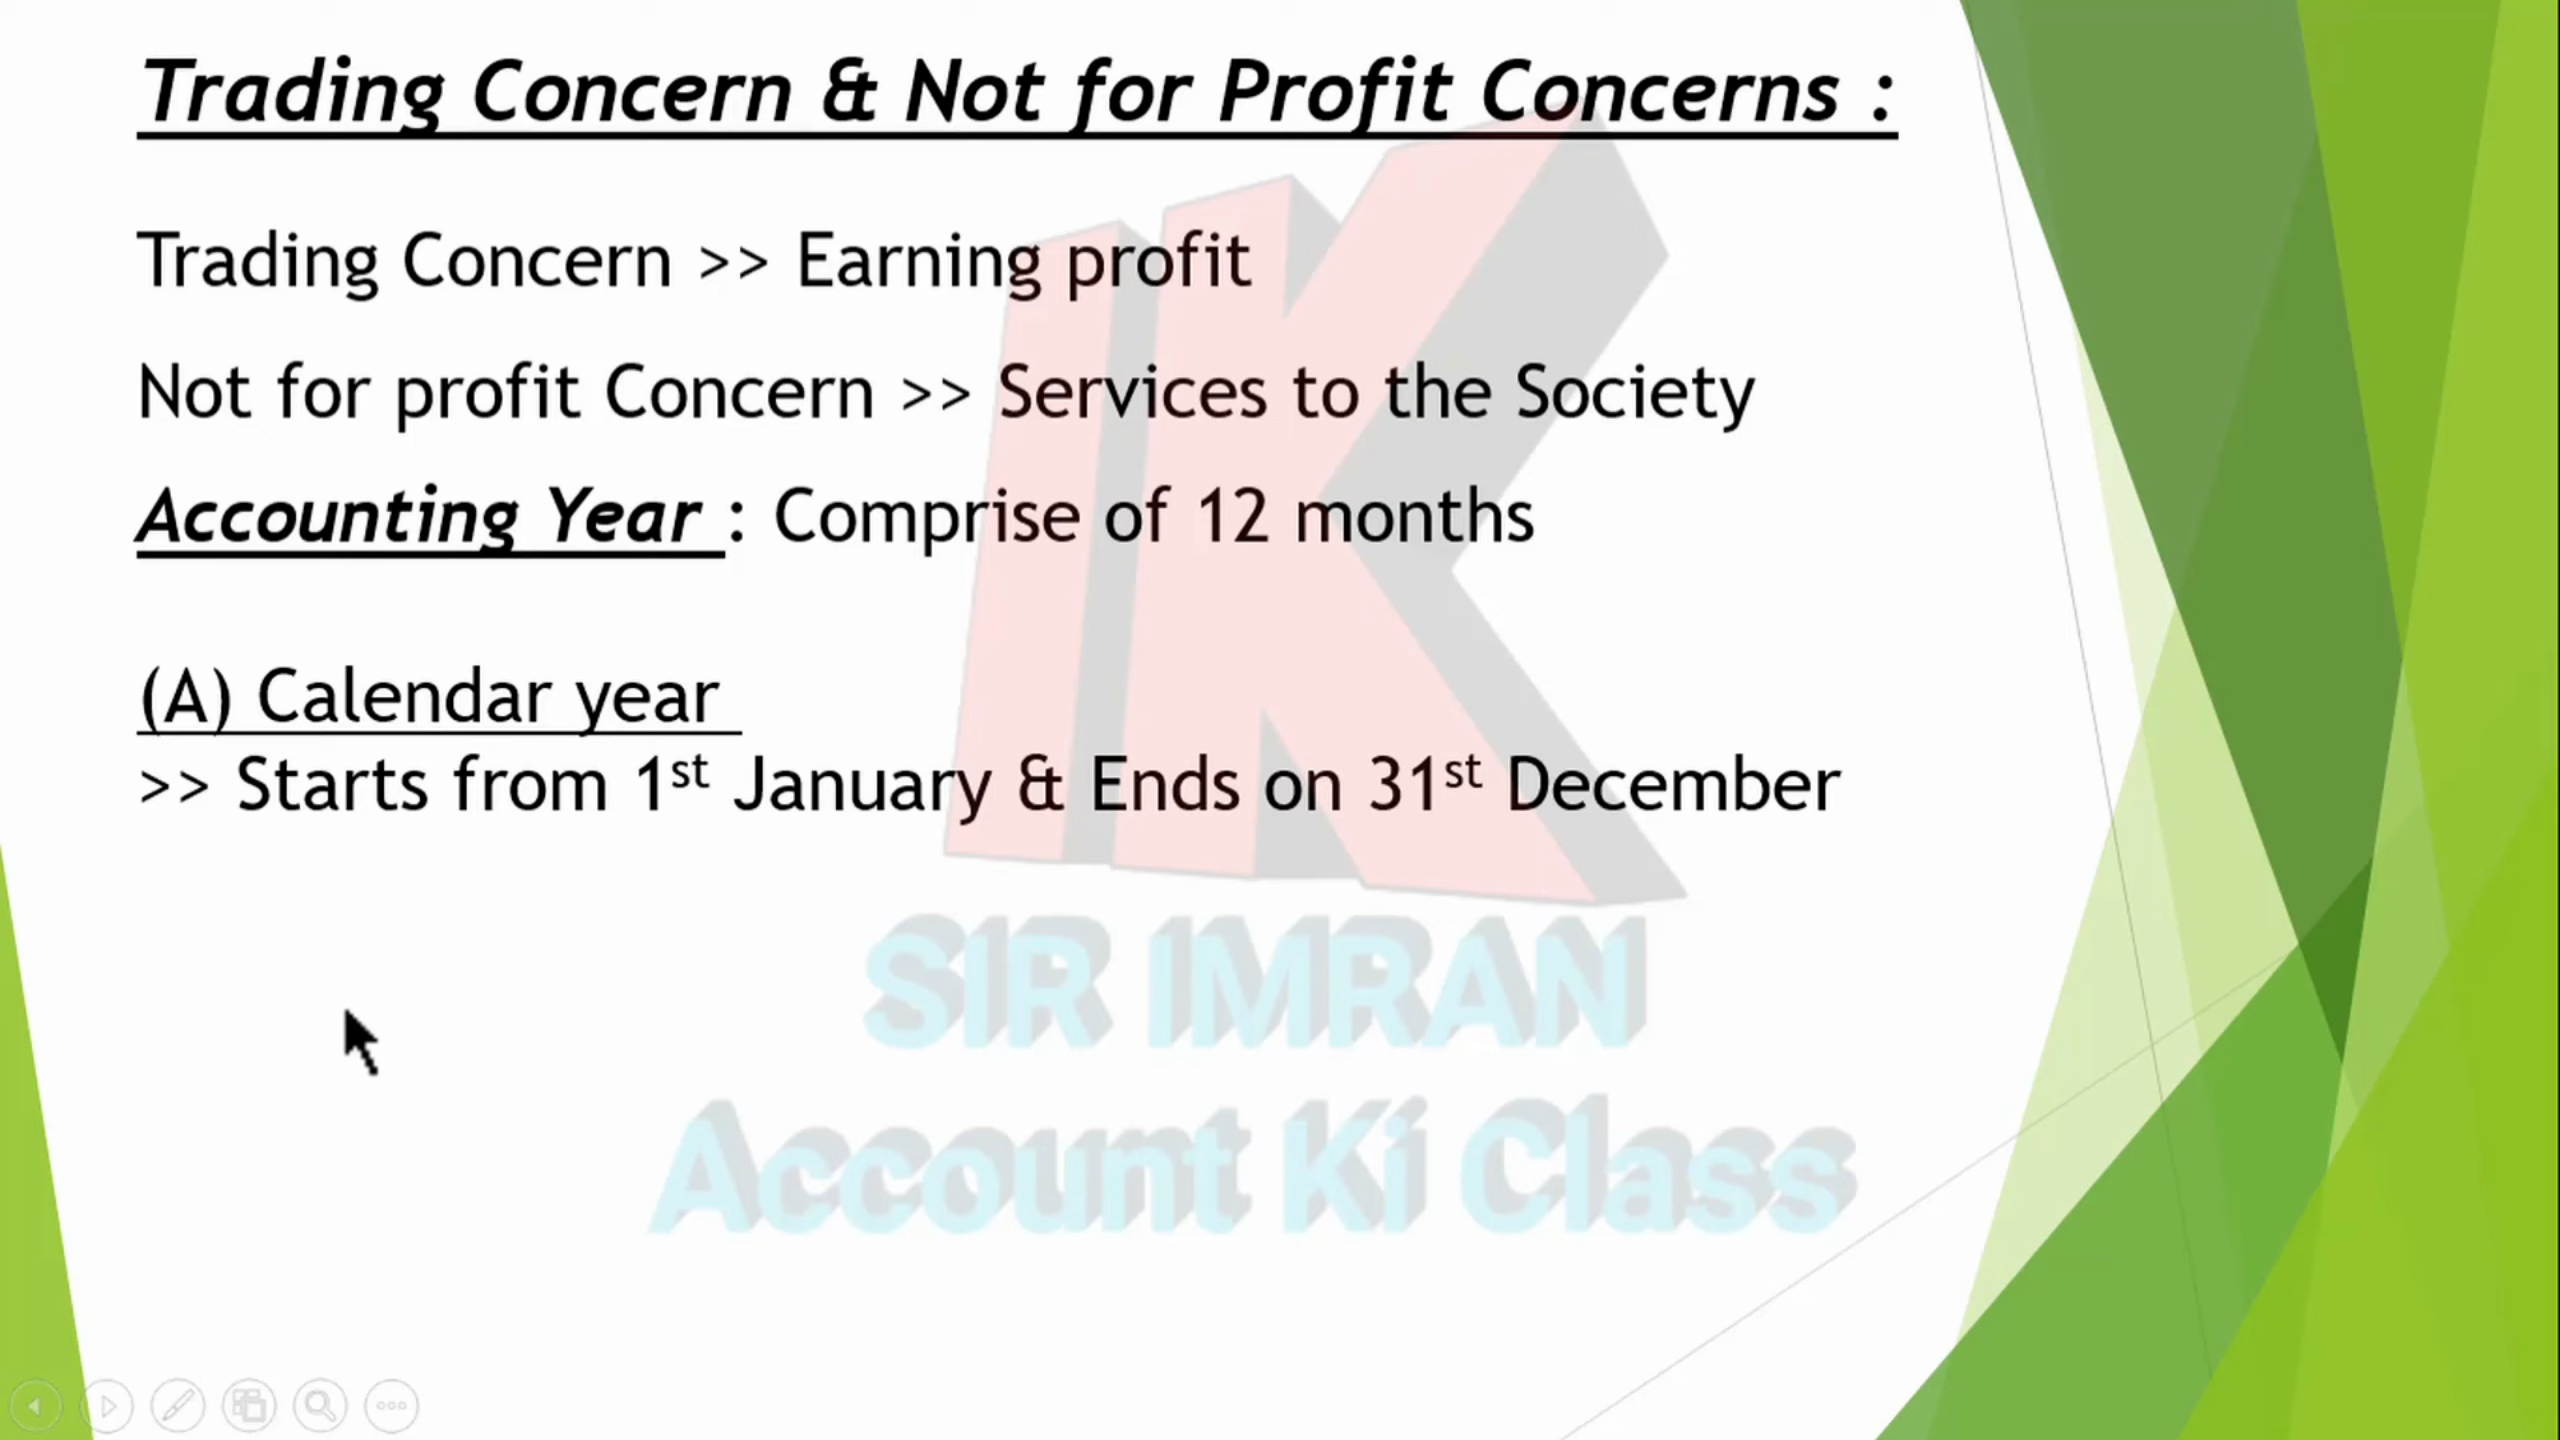 Trading Concern & Not for Profit Concerns :
Trading Concern >> Earning profit
Not for profit Concern >> Services to the Society
Accounting Year : Comprise of 12 months
(A) Calendar year
>> Starts from 1st January & Ends on 31st December
IK
SIR IMRAN
Account Ki Class